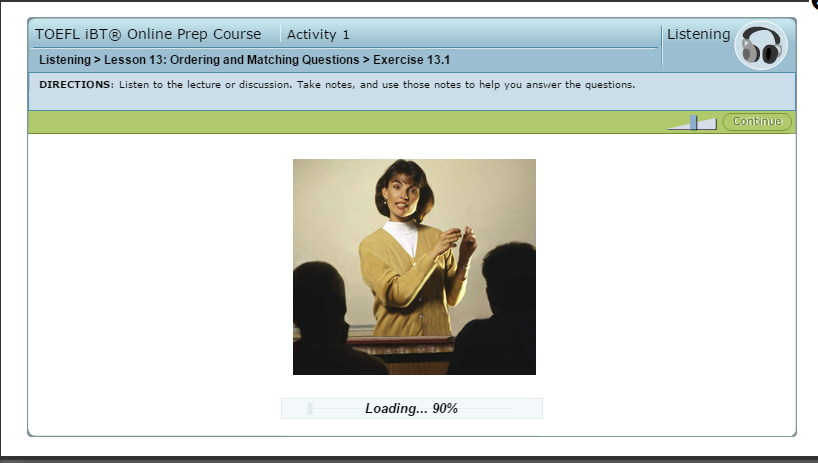 TOEFL iBT® Online Prep Course Activity 1 Listening
Listening > Lesson 13: Ordering and Matching Questions > Exercise 13.1
DIRECTIONS: Listen to the lecture or discussion. Take notes, and use those notes to help you answer the questions.
Continue
Loading... 90%